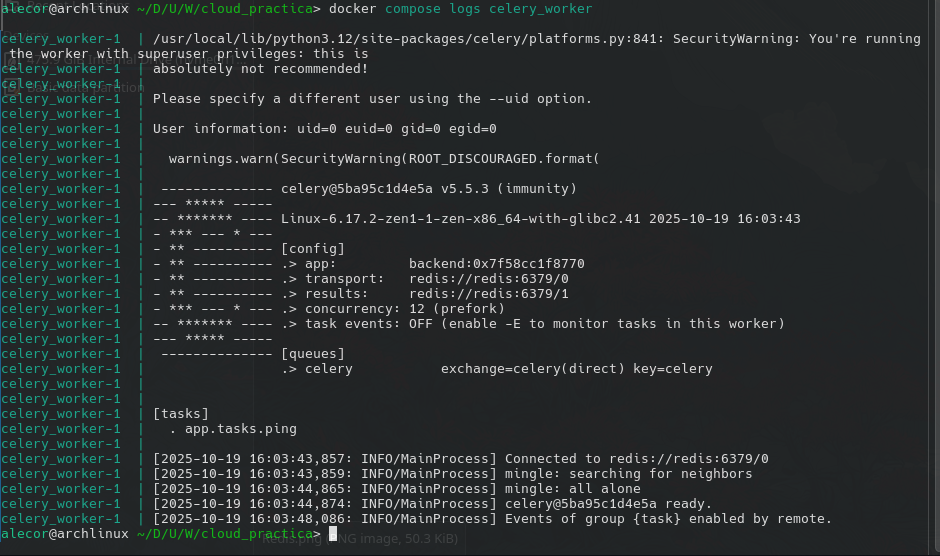 alecor@archlinux ~/D/U/W/cloud_practica> docker compose logs celery_worker
celery_worker-1  | /usr/local/lib/python3.12/site-packages/celery/platforms.py:841: SecurityWarning: You're running
 the worker with superuser privileges: this is
celery_worker-1  | absolutely not recommended!
celery_worker-1  |
celery_worker-1  | Please specify a different user using the --uid option.
celery_worker-1  |
celery_worker-1  | User information: uid=0 euid=0 gid=0 egid=0
celery_worker-1  |
celery_worker-1  |   warnings.warn(SecurityWarning(ROOT_DISCOURAGED.format(
celery_worker-1  |
celery_worker-1  |  -------------- celery@5ba95c1d4e5a v5.5.3 (immunity)
celery_worker-1  | --- ***** -----
celery_worker-1  | -- ******* ---- Linux-6.17.2-zen1-1-zen-x86_64-with-glibc2.41 2025-10-19 16:03:43
celery_worker-1  | - *** --- * ---
celery_worker-1  | - ** ---------- [config]
celery_worker-1  | - ** ---------- .> app:         backend:0x7f58cc1f8770
celery_worker-1  | - ** ---------- .> transport:   redis://redis:6379/0
celery_worker-1  | - ** ---------- .> results:     redis://redis:6379/1
celery_worker-1  | - *** --- * --- .> concurrency: 12 (prefork)
celery_worker-1  | -- ******* ---- .> task events: OFF (enable -E to monitor tasks in this worker)
celery_worker-1  | --- ***** -----
celery_worker-1  |  -------------- [queues]
celery_worker-1  |                 .> celery           exchange=celery(direct) key=celery
celery_worker-1  |
celery_worker-1  |
celery_worker-1  | [tasks]
celery_worker-1  |   . app.tasks.ping
celery_worker-1  |
celery_worker-1  | [2025-10-19 16:03:43,857: INFO/MainProcess] Connected to redis://redis:6379/0
celery_worker-1  | [2025-10-19 16:03:43,859: INFO/MainProcess] mingle: searching for neighbors
celery_worker-1  | [2025-10-19 16:03:44,865: INFO/MainProcess] mingle: all alone
celery_worker-1  | [2025-10-19 16:03:44,874: INFO/MainProcess] celery@5ba95c1d4e5a ready.
celery_worker-1  | [2025-10-19 16:03:48,086: INFO/MainProcess] Events of group {task} enabled by remote.
alecor@archlinux ~/D/U/W/cloud_practica>